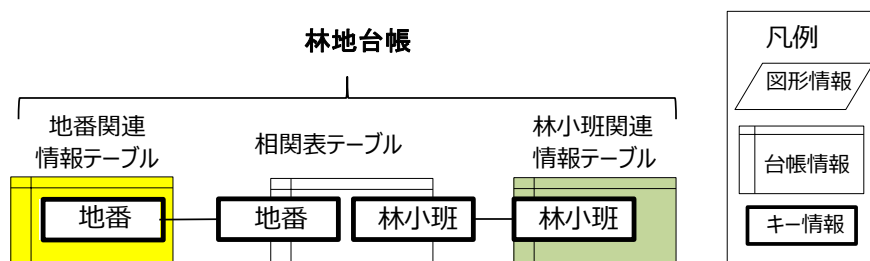 林地台帳
地番関連
情報テーブル
相関表テーブル
林小班関連
情報テーブル
地番
地番
林小班
林小班
凡例
図形情報
台帳情報
キー情報